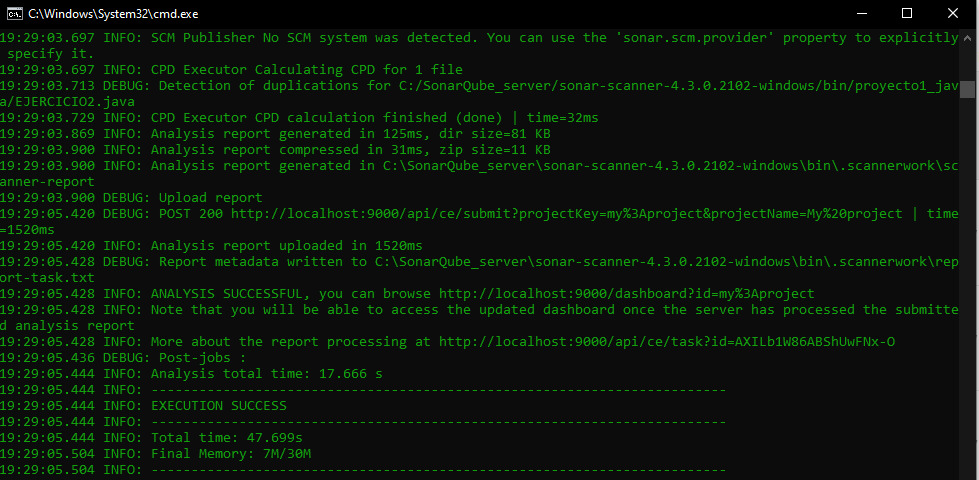 C:\Windows\System32\cmd.exe
19:29:03.697 INFO: SCM Publisher No SCM system was detected. You can use the 'sonar.scm.provider' property to explicitly
 specify it.
19:29:03.697 INFO: CPD Executor Calculating CPD for 1 file
19:29:03.713 DEBUG: Detection of duplications for C:/SonarQube_server/sonar-scanner-4.3.0.2102-windows/bin/proyecto1_jav
a/EJERCICIO2.java
19:29:03.729 INFO: CPD Executor CPD calculation finished (done) | time=32ms
19:29:03.869 INFO: Analysis report generated in 125ms, dir size=81 KB
19:29:03.900 INFO: Analysis report compressed in 31ms, zip size=11 KB
19:29:03.900 INFO: Analysis report generated in C:\SonarQube_server\sonar-scanner-4.3.0.2102-windows\bin\.scannerwork\sc
anner-report
19:29:03.900 DEBUG: Upload report
19:29:05.420 DEBUG: POST 200 http://localhost:9000/api/ce/submit?projectKey=my%3Aproject&projectName=My%20project | time
=1520ms
19:29:05.420 INFO: Analysis report uploaded in 1520ms
19:29:05.428 DEBUG: Report metadata written to C:\SonarQube_server\sonar-scanner-4.3.0.2102-windows\bin\.scannerwork\rep
ort-task.txt
19:29:05.428 INFO: ANALYSIS SUCCESSFUL, you can browse http://localhost:9000/dashboard?id=my%3Aproject
19:29:05.428 INFO: Note that you will be able to access the updated dashboard once the server has processed the submitte
d analysis report
19:29:05.428 INFO: More about the report processing at http://localhost:9000/api/ce/task?id=AXILb1W86ABShUwFNx-O
19:29:05.436 DEBUG: Post-jobs :
19:29:05.444 INFO: Analysis total time: 17.666 s
19:29:05.444 INFO: ------------------------------------------------------------------------
19:29:05.444 INFO: EXECUTION SUCCESS
19:29:05.444 INFO: ------------------------------------------------------------------------
19:29:05.444 INFO: Total time: 47.699s
19:29:05.504 INFO: Final Memory: 7M/30M
19:29:05.504 INFO: ------------------------------------------------------------------------